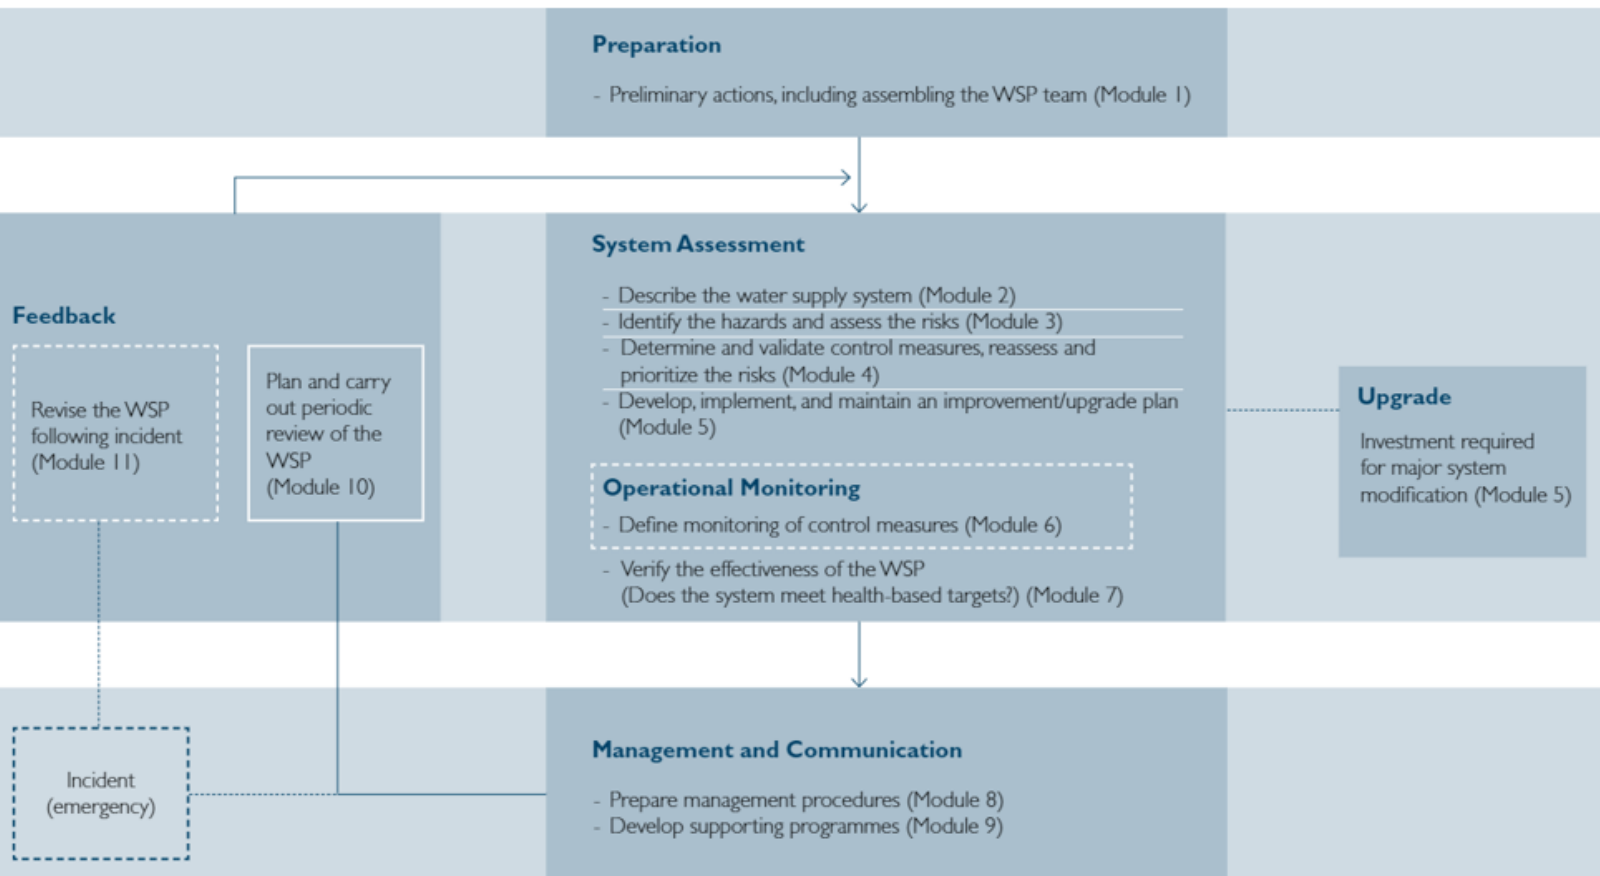 Preparation
- Preliminary actions, including assembling the WSP team (Module 1)
System Assessment
- Describe the water supply system (Module 2)
- Identify the hazards and assess the risks (Module 3)
- Determine and validate control measures, reassess and
prioritize the risks (Module 4)
- Develop, implement, and maintain an improvement/upgrade plan
(Module 5)
Operational Monitoring
- Define monitoring of control measures (Module 6)
- Verify the effectiveness of the WSP
(Does the system meet health-based targets?) (Module 7)
Feedback
Revise the WSP
following incident
(Module 11)
Plan and carry
out periodic
review of the
WSP
(Module 10)
Upgrade
Investment required
for major system
modification (Module 5)
Incident
(emergency)
Management and Communication
- Prepare management procedures (Module 8)
- Develop supporting programmes (Module 9)